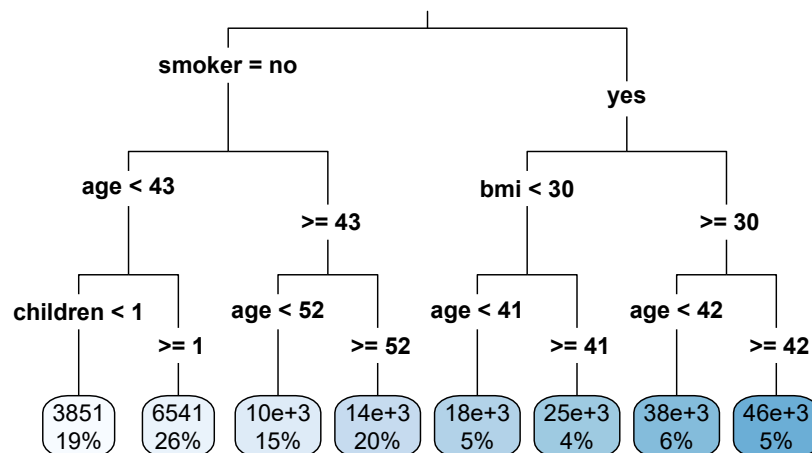 smoker = no
yes
age < 43
bmi < 30
>= 43
>= 30
children < 1
age < 52
age < 41
age < 42
>= 1
>= 52
>= 41
>= 42
3851 6541 10e+3 14e+3 18e+3 25e+3 38e+3 46e+3
19% 26% 15% 20% 5% 4% 6% 5%